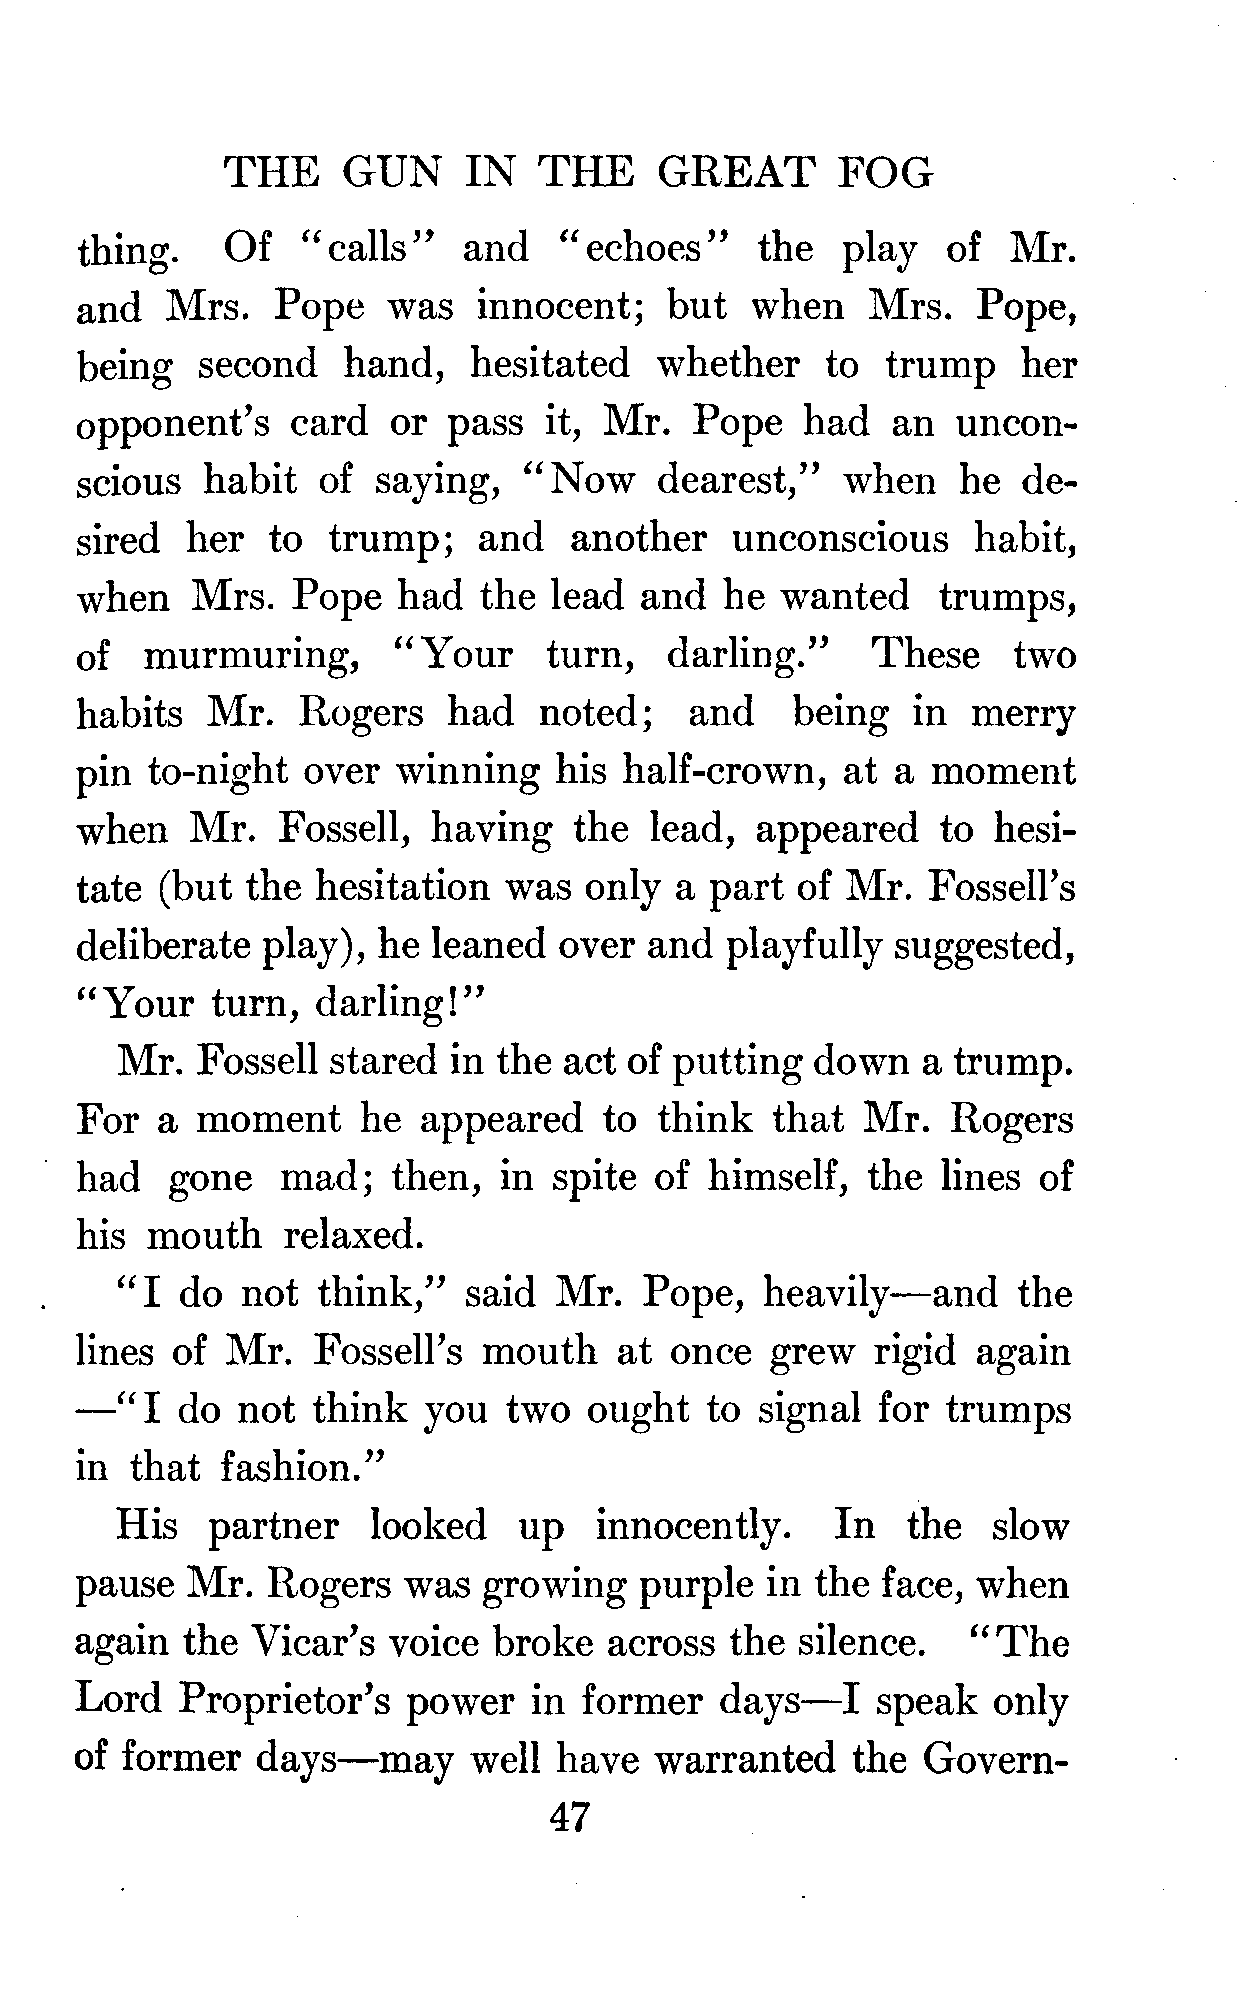 THE GUN IN THE GREAT FOG
thing. Of "calls" and "echoes" the play of Mr.
and Mrs. Pope was innocent; but when Mrs. Pope,
being second hand, hesitated whether to trump her
opponent's card or pass it, Mr. Pope had an uncon-
scious habit of saying, "Now dearest," when he de-
sired her to trump; and another unconscious habit,
when Mrs. Pope had the lead and he wanted trumps,
of murmuring, "Your turn, darling." These two
habits Mr. Rogers had noted; and being in merry
pin to-night over winning his half-crown, at a moment
when Mr. Fossell, having the lead, appeared to hesi-
tate (but the hesitation was only a part of Mr. Fossell's
deliberate play), he leaned over and playfully suggested,
"Your turn, darling!"
Mr. Fossell stared in the act of putting down a trump.
For a moment he appeared to think that Mr. Rogers
had gone mad; then, in spite of himself, the lines of
his mouth relaxed.
"I do not think," said Mr. Pope, heavily—and the
lines of Mr. Fossell's mouth at once grew rigid again
—"I do not think you two ought to signal for trumps
in that fashion."
His partner looked up innocently. In the slow
pause Mr. Rogers was growing purple in the face, when
again the Vicar's voice broke across the silence. "The
Lord Proprietor's power in former days—I speak only
of former days—may well have warranted the Govern-
47